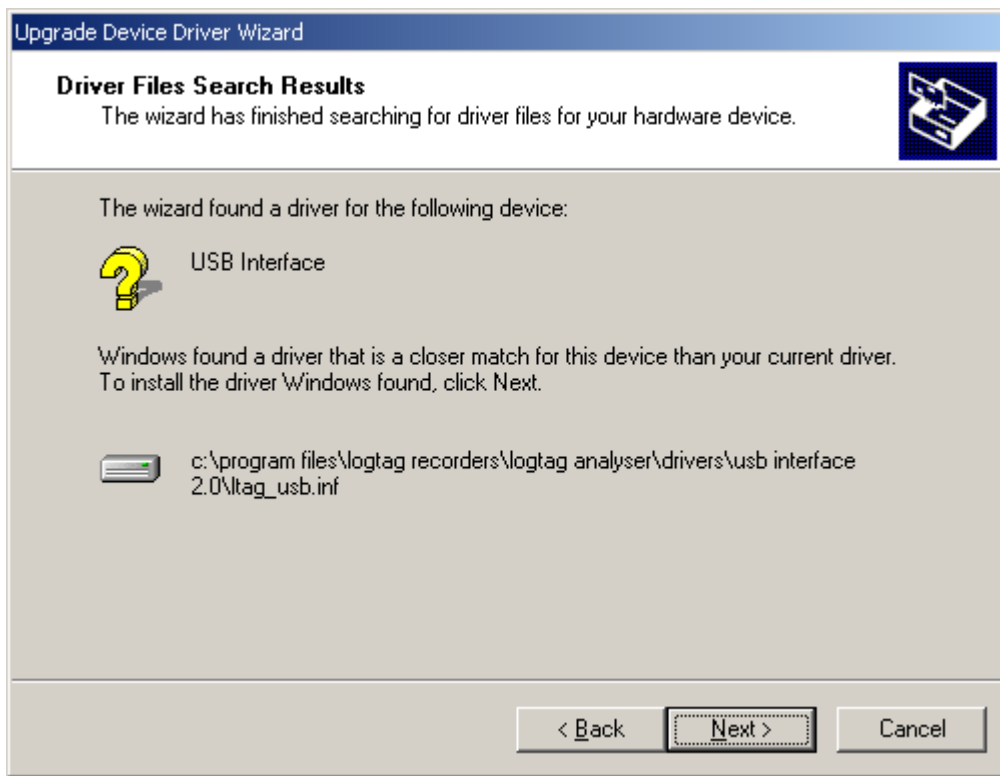 Upgrade Device Driver Wizard
Driver Files Search Results
The wizard has finished searching for driver files for your hardware device.
The wizard found a driver for the following device:
USB Interface
Windows found a driver that is a closer match for this device than your current driver.
To install the driver Windows found, click Next.
c:\program files\logtag recorders\logtag analyser\drivers\usb interface
2.0\ltag_usb.inf
< Back
Next >
Cancel